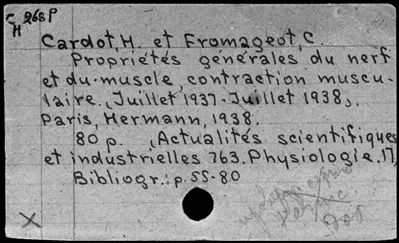 C 268 P
H
Cardot, H. et Fromageot, C.
Propriétés générales du nerf
et du muscle, contraction muscu-
laire. (Juillet 1937 - Juillet 1938).
Paris, Hermann, 1938.
80 p. (Actualités scientifiques
et industrielles 763. Physiologie. 17)
Bibliogr.: p. 55-80
X